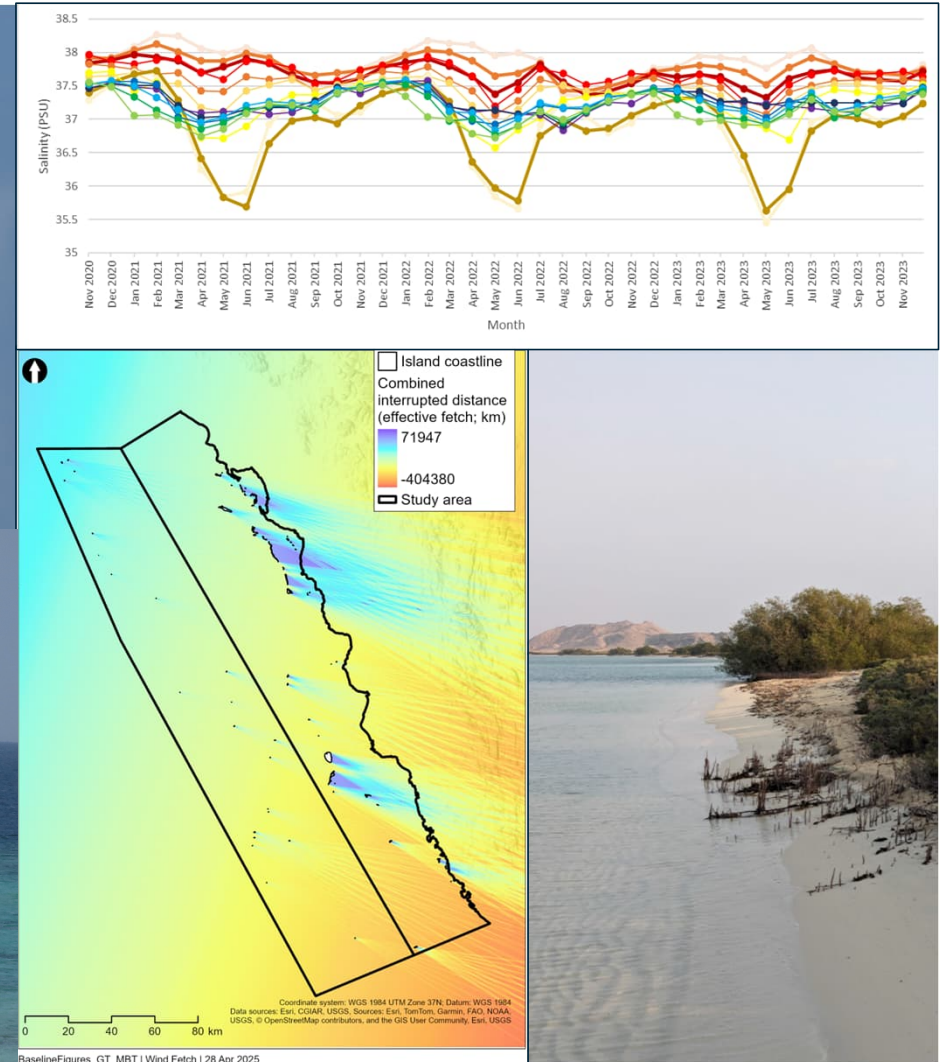 38.5
38
37.5
37
36.5
36
35.5
35
Salinity (PSU)
Nov 2020
Dec 2020
Jan 2021
Feb 2021
Mar 2021
Apr 2021
May 2021
Jun 2021
Jul 2021
Aug 2021
Sep 2021
Oct 2021
Nov 2021
Dec 2021
Jan 2022
Feb 2022
Mar 2022
Apr 2022
May 2022
Jun 2022
Jul 2022
Aug 2022
Sep 2022
Oct 2022
Nov 2022
Dec 2022
Jan 2023
Feb 2023
Mar 2023
Apr 2023
May 2023
Jun 2023
Jul 2023
Aug 2023
Sep 2023
Oct 2023
Nov 2023
Month
Island coastline
Combined
interrupted distance
(effective fetch; km)
71947
-404380
Study area
Coordinate system: WGS 1984 UTM Zone 37N; Datum: WGS 1984
Data sources: Esri, CGIAR, USGS, Sources: Esri, TomTom, Garmin, FAO, NOAA,
USGS, © OpenStreetMap contributors, and the GIS User Community, Esri, USGS
0 20 40 60 80 km
BaselineFigures_GT_MBT | Wind Fetch | 28 Apr 2025